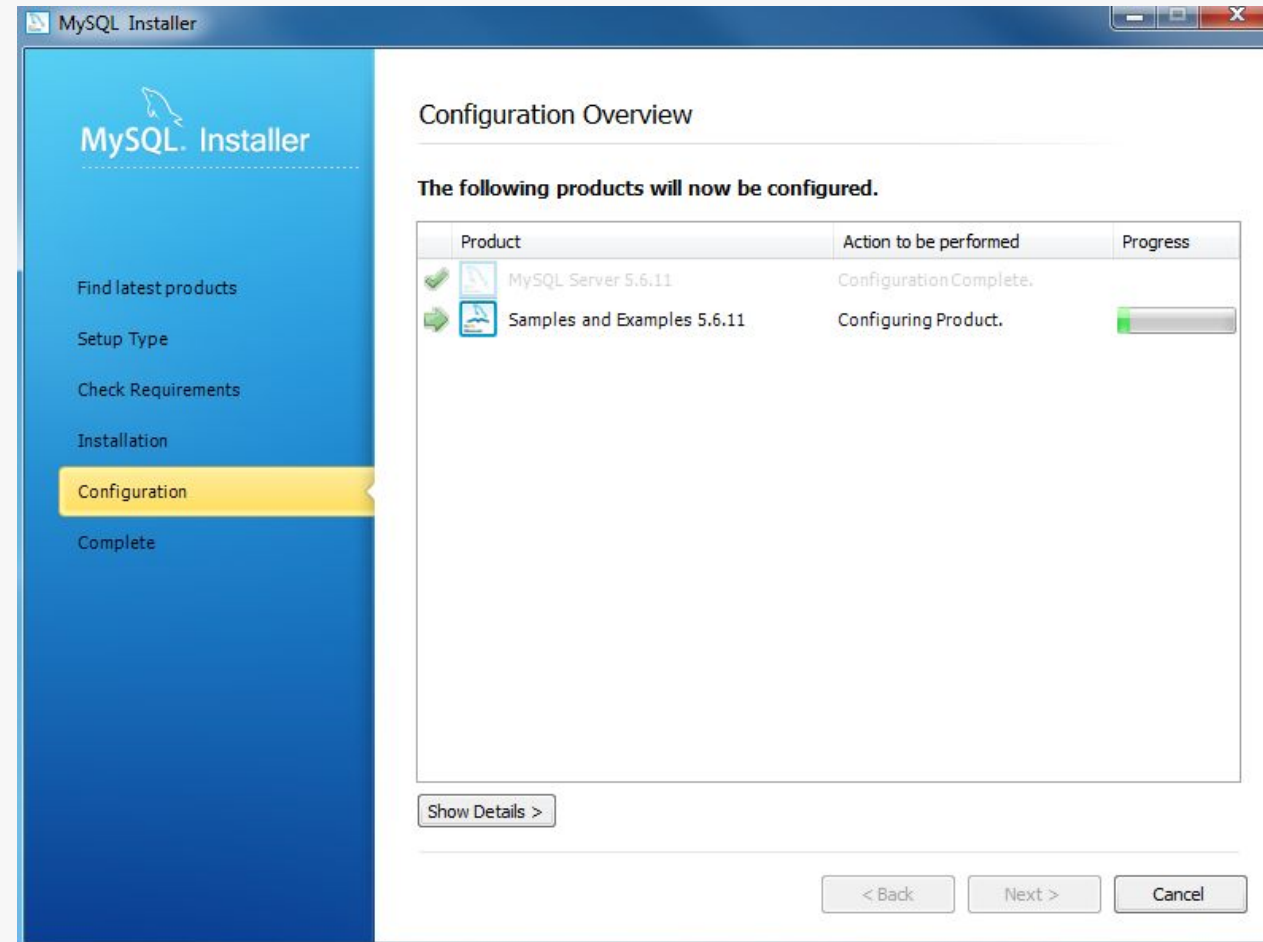 MySQL Installer
MySQL. Installer
Find latest products
Setup Type
Check Requirements
Installation
Configuration
Complete
Configuration Overview
The following products will now be configured.
Product Action to be performed Progress
MySQL Server 5.6.11 Configuration Complete.
Samples and Examples 5.6.11 Configuring Product.
Show Details >
< Back Next > Cancel